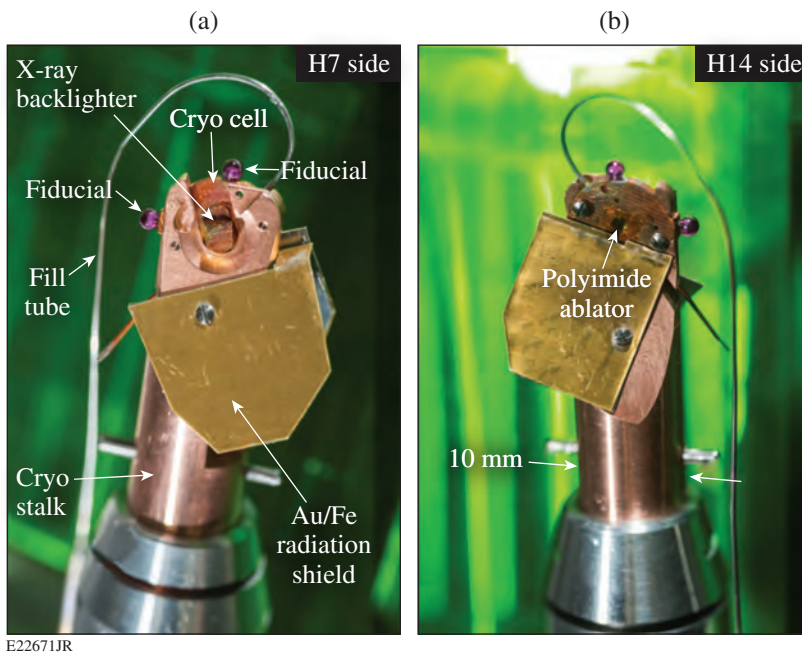 (a)
(b)
H7 side
H14 side
X-ray
backlighter
Cryo cell
Fiducial
Fiducial
Fill
tube
Polyimide
ablator
Cryo
stalk
10 mm
Au/Fe
radiation
shield
E22671JR